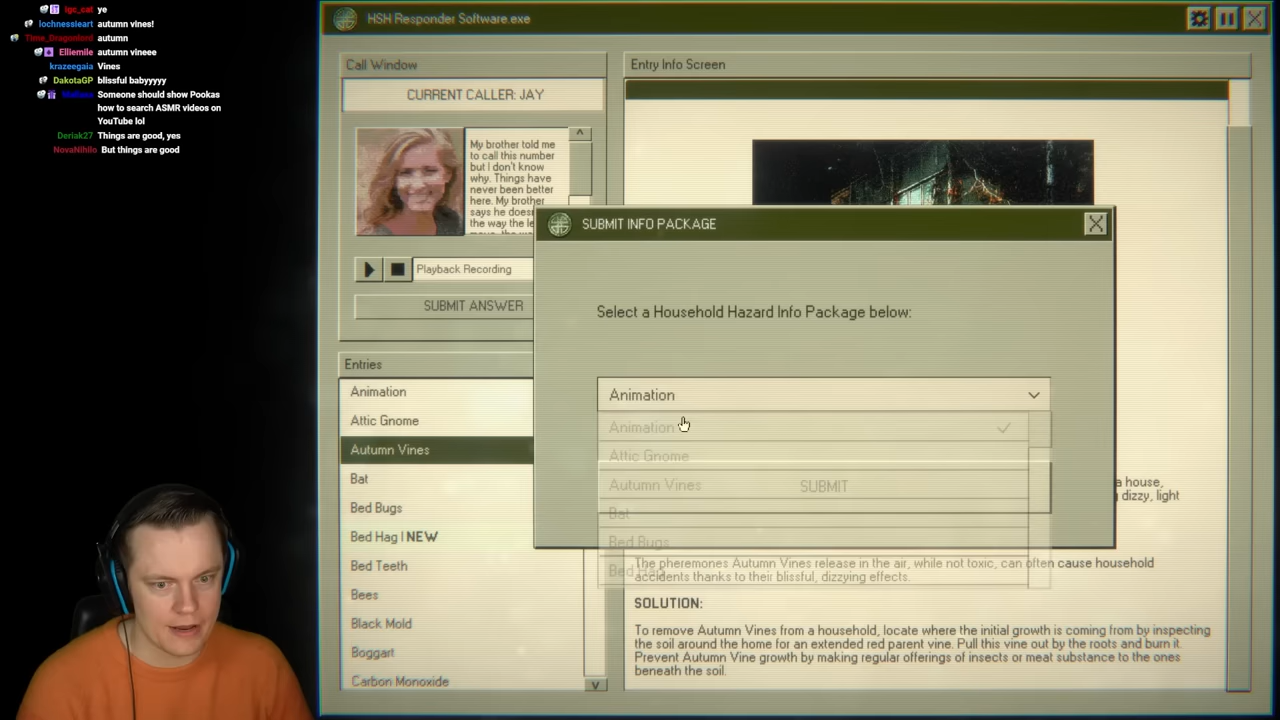 igc_cat ye
lochnessleart autumn vines!
Time_Dragonlord autumn
Elliemile autumn vineee
krazeegaia Vines
DakotaGP blissful babyyyy
Someone should show Pookas
how to search ASMR videos on
YouTube lol
Deriak27 Things are good, yes
NovaNihilo But things are good
HSH Responder Software.exe
Call Window
CURRENT CALLER: JAY
My brother told me
to call this number
but I don't know
why. Things have
never been better
here. My brother
says he
the way the
Playback Recording
SUBMIT ANSWER
Entries
Animation
Attic Gnome
Autumn Vines
Bat
Bed Bugs
Bed Hag | NEW
Bed Teeth
Bees
Black Mold
Boggart
Carbon Monoxide
Entry Info Screen
SUBMIT INFO PACKAGE
Select a Household Hazard Info Package below:
Animation
Animation
Attic Gnome
Autumn Vines
SUBMIT
Bat
Bed Bugs
Bed
a house,
dizzy, light
The pheremones Autumn Vines release in the air, while not toxic, can often cause household
accidents thanks to their blissful, dizzying effects.
SOLUTION:
To remove Autumn Vines from a household, locate where the initial growth is coming from by inspecting
the soil around the home for an extended red parent vine. Pull this vine out by the roots and burn it.
Prevent Autumn Vine growth by making regular offerings of insects or meat substance to the ones
beneath the soil.